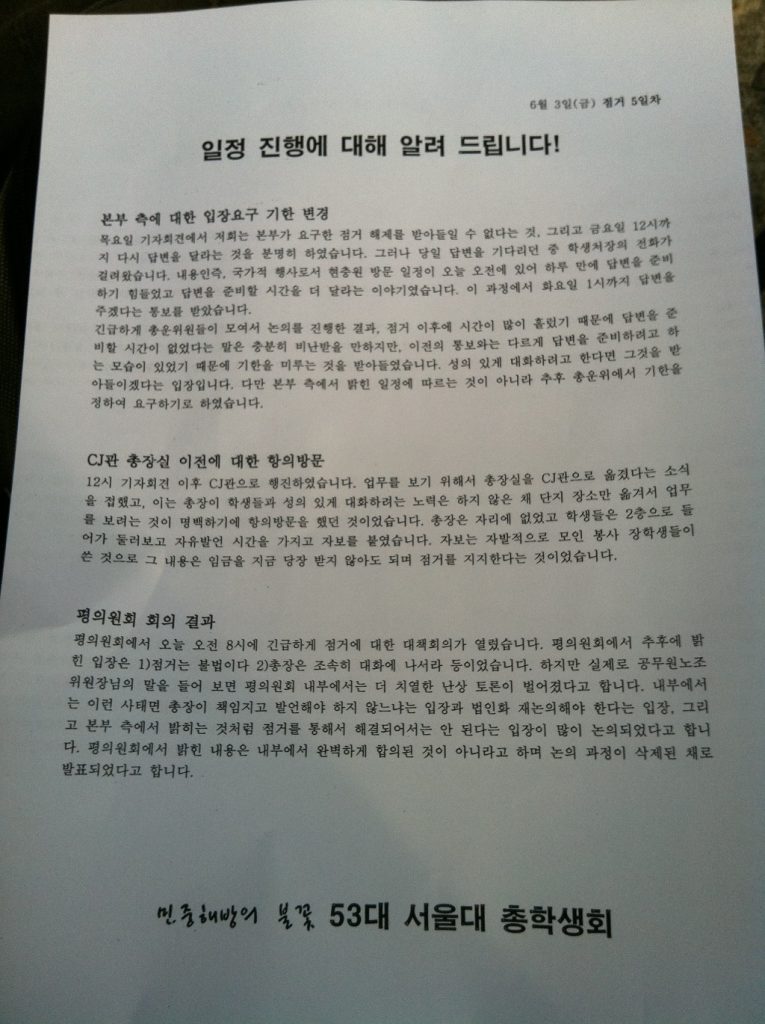 6월 3일(금) 점거 5일차
일정 진행에 대해 알려 드립니다!
본부 측에 대한 입장요구 기한 변경
목요일 기자회견에서 저희는 본부가 요구한 점거 해제를 받아들일 수 없다는 것, 그리고 금요일 12시까
지 다시 답변을 달라는 것을 분명히 하였습니다. 그러나 당일 답변을 기다리던 중 학생처장의 전화가
걸려왔습니다. 내용인즉, 국가적 행사로서 현충원 방문 일정이 오늘 오전에 있어 하루 만에 답변을 준비
하기 힘들었고 답변을 준비할 시간을 더 달라는 이야기였습니다. 이 과정에서 화요일 1시까지 답변을
주겠다는 통보를 받았습니다.
긴급하게 총운위원들이 모여서 논의를 진행한 결과, 점거 이후에 시간이 많이 흘렀기 때문에 답변을 준
비할 시간이 없었다는 말은 충분히 비난받을 만하지만, 이전의 통보와는 다르게 답변을 준비하려고 하
는 모습이 있었기 때문에 기한을 미루는 것을 받아들였습니다. 성의 있게 대화하려고 한다면 그것을 받
아들이겠다는 입장입니다. 다만 본부 측에서 밝힌 일정에 따르는 것이 아니라 추후 총운위에서 기한을
정하여 요구하기로 하였습니다.
CJ관 총장실 이전에 대한 항의방문
12시 기자회견 이후 CJ관으로 행진하였습니다. 업무를 보기 위해서 총장실을 CJ관으로 옮겼다는 소식
을 접했고, 이는 총장이 학생들과 성의 있게 대화하려는 노력은 하지 않은 채 단지 장소만 옮겨서 업무
를 보려는 것이 명백하기에 항의방문을 했던 것이었습니다. 총장은 자리에 없었고 학생들은 2층으로 들
어가 둘러보고 자유발언 시간을 가지고 자보를 붙였습니다. 자보는 자발적으로 모인 봉사 장학생들이
쓴 것으로 그 내용은 임금을 지금 당장 받지 않아도 되며 점거를 지지한다는 것이었습니다.
평의원회 회의 결과
평의원회에서 오늘 오전 8시에 긴급하게 점거에 대한 대책회의가 열렸습니다. 평의원회에서 추후에 밝
힌 입장은 1)점거는 불법이다 2)총장은 조속히 대화에 나서라 등이었습니다. 하지만 실제로 공무원노조
위원장님의 말을 들어 보면 평의원회 내부에서는 더 치열한 난상 토론이 벌어졌다고 합니다. 내부에서
는 이런 사태면 총장이 책임지고 발언해야 하지 않느냐는 입장과 법인화 재논의해야 한다는 입장, 그리
고 본부 측에서 밝히는 것처럼 점거를 통해서 해결되어서는 안 된다는 입장이 많이 논의되었다고 합니
다. 평의원회에서 밝힌 내용은 내부에서 완벽하게 합의된 것이 아니라고 하며 논의 과정이 삭제된 채로
발표되었다고 합니다.
민중해방의 불꽃 53대 서울대 총학생회